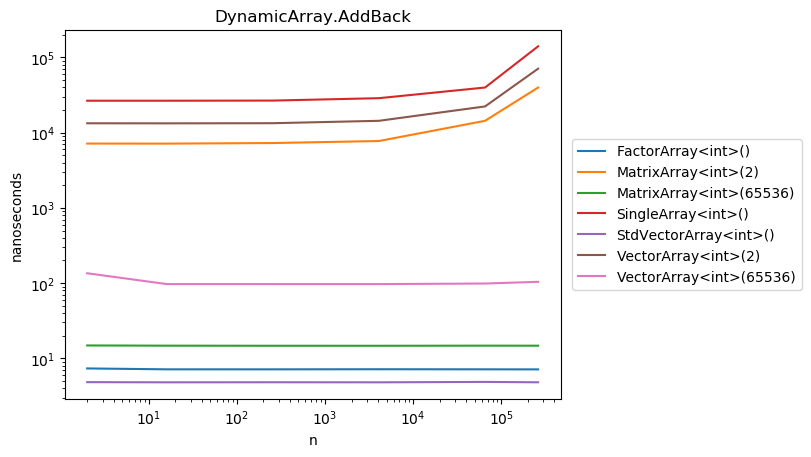 DynamicArray.AddBack
10^5
10^4
10^3
10^2
10^1
nanoseconds
10^1
10^2
10^3
10^4
10^5
n
FactorArray<int>()
MatrixArray<int>(2)
MatrixArray<int>(65536)
SingleArray<int>()
StdVectorArray<int>()
VectorArray<int>(2)
VectorArray<int>(65536)